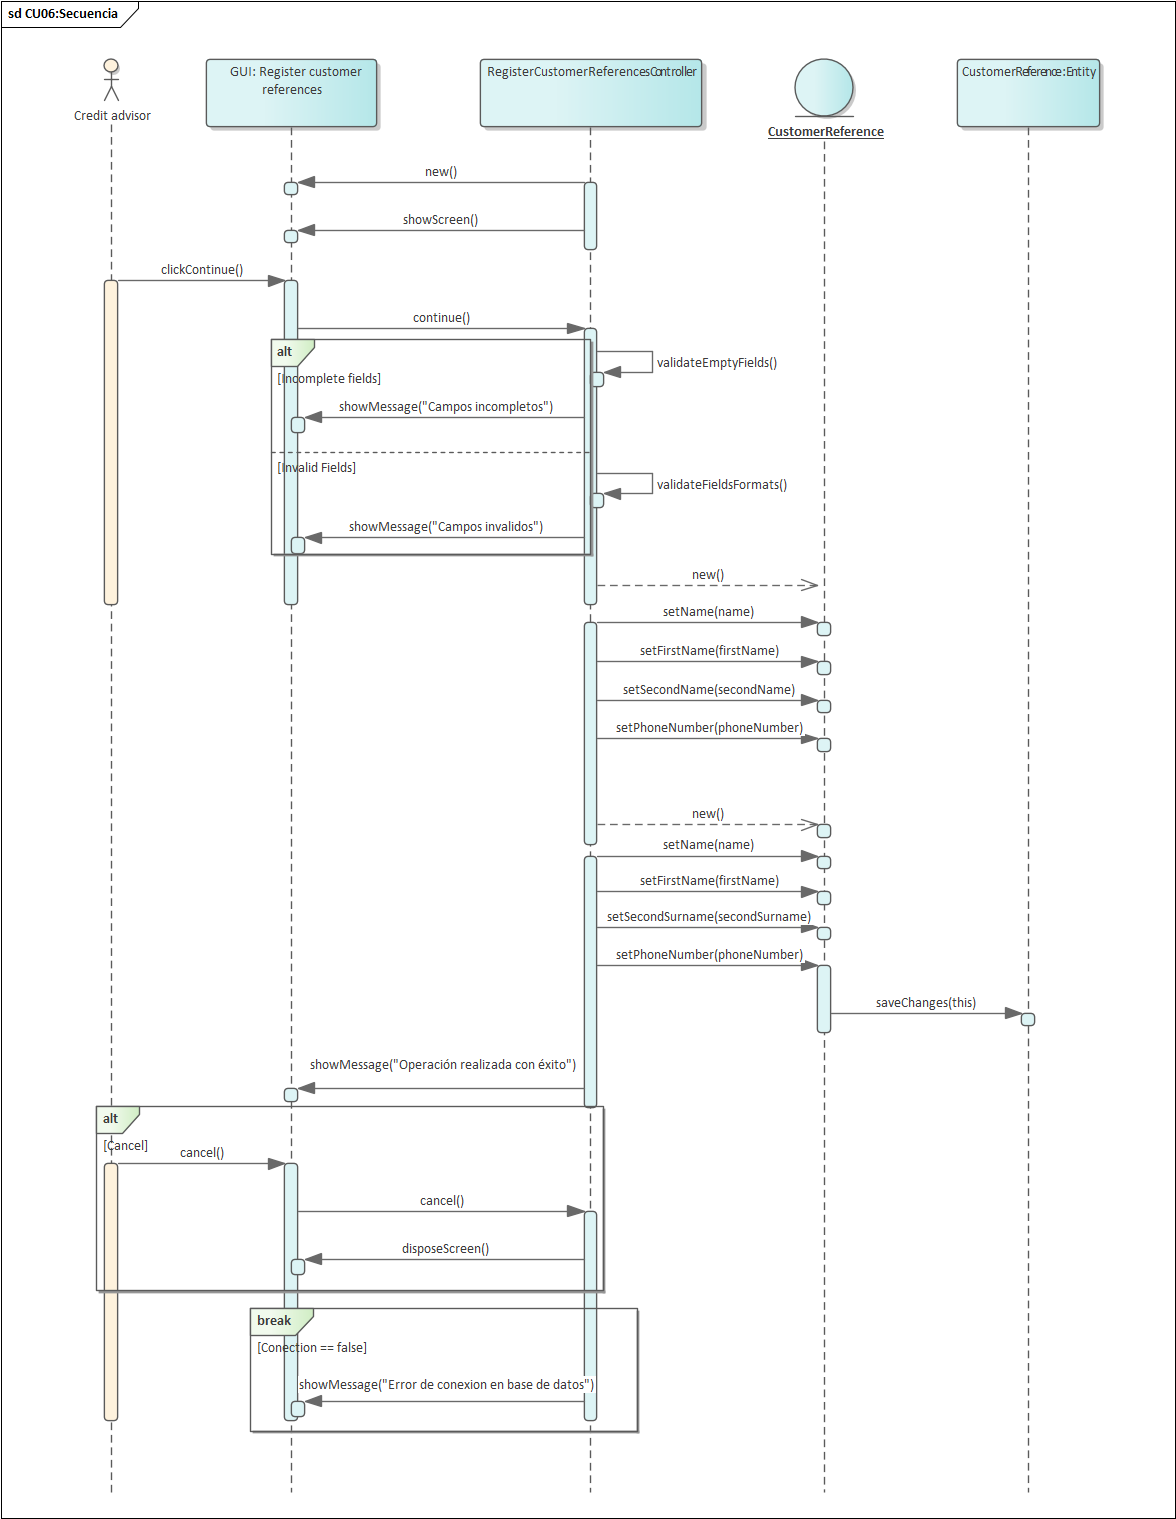 sd CU06:Secuencia
Credit advisor
GUI: Register customer
references
RegisterCustomerReferencesController
CustomerReference
CustomerReference:Entity
new()
showScreen()
clickContinue()
continue()
alt
validateEmptyFields()
[Incomplete fields]
showMessage("Campos incompletos")
[Invalid Fields]
validateFieldsFormats()
showMessage("Campos invalidos")
new()
setName(name)
setFirstName(firstName)
setSecondName(secondName)
setPhoneNumber(phoneNumber)
new()
setName(name)
setFirstName(firstName)
setSecondSurname(secondSurname)
setPhoneNumber(phoneNumber)
saveChanges(this)
showMessage("Operación realizada con éxito")
alt
[Cancel]
cancel()
cancel()
disposeScreen()
break
[Conection == false]
showMessage("Error de conexion en base de datos")